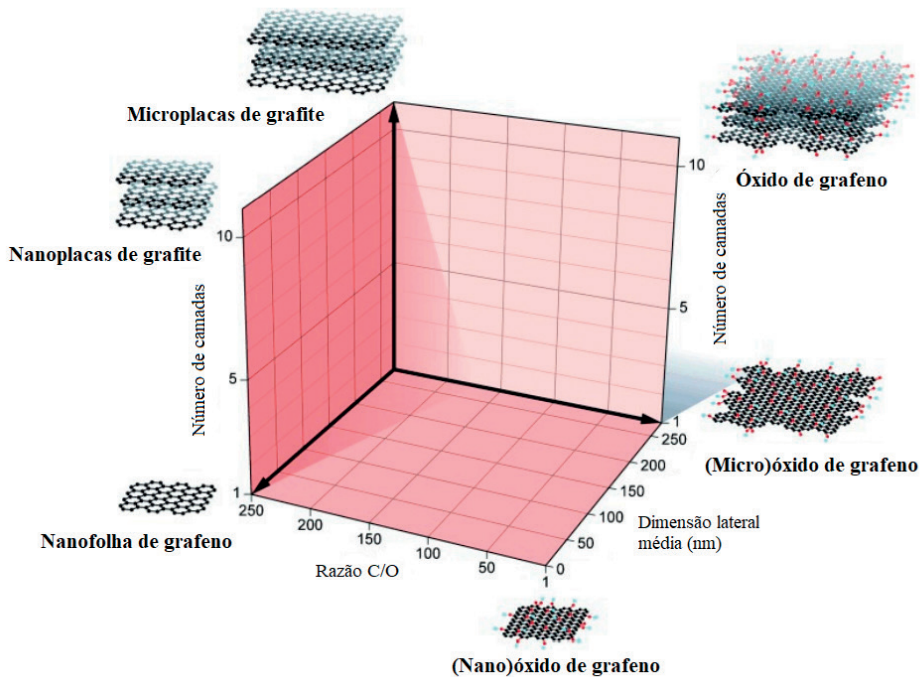 Microplacas de grafite
Óxido de grafeno
Nanoplacas de grafite
Número de camadas
10
5
1
Número de camadas
10
5
1
Nanofolha de grafeno
(Micro)óxido de grafeno
250
200
150
100
50
1
Razão C/O
250
200
150
100
50
0
Dimensão lateral
média (nm)
(Nano)óxido de grafeno